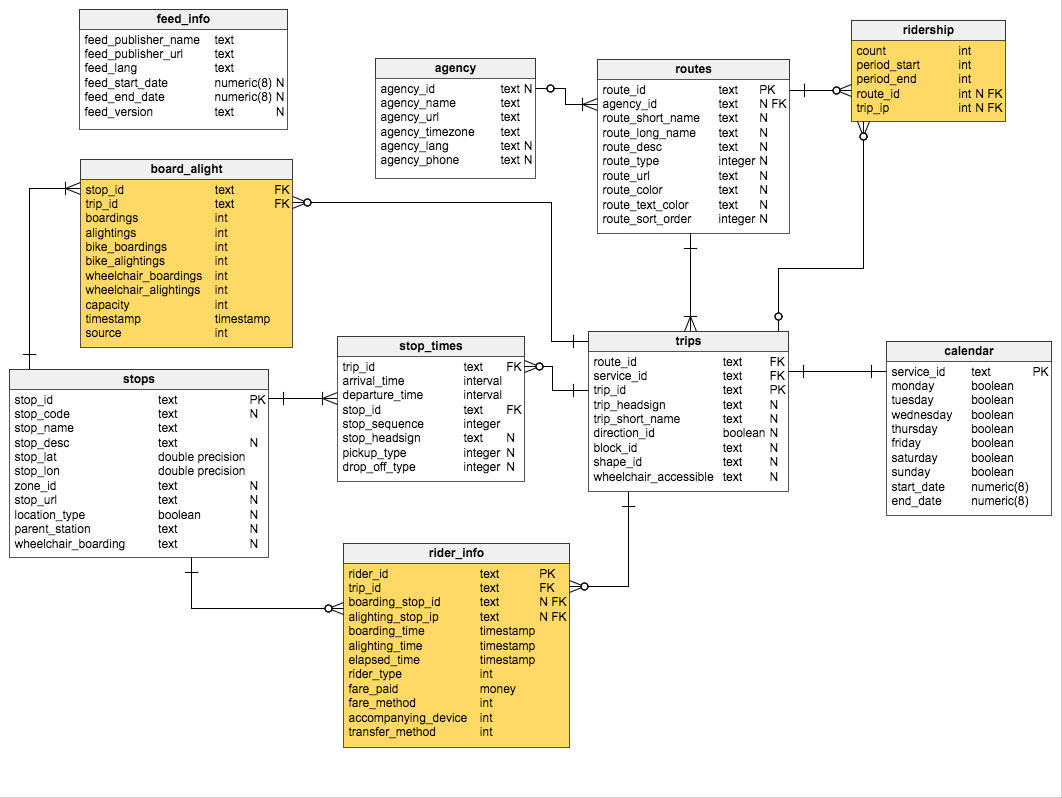 feed_info
feed_publisher_name text
feed_publisher_url text
feed_lang text
feed_start_date numeric(8) N
feed_end_date numeric(8) N
feed_version text N
agency
agency_id text N
agency_name text
agency_url text
agency_timezone text
agency_lang text N
agency_phone text N
routes
route_id text PK
agency_id text N FK
route_short_name text N
route_long_name text N
route_desc text N
route_type integer N
route_url text N
route_color text N
route_text_color text N
route_sort_order integer N
ridership
count int
period_start int
period_end int
route_id int N FK
trip_ip int N FK
board_alight
stop_id text FK
trip_id text FK
boardings int
alightings int
bike_boardings int
bike_alightings int
wheelchair_boardings int
wheelchair_alightings int
capacity int
timestamp timestamp
source int
stops
stop_id text PK
stop_code text N
stop_name text
stop_desc text N
stop_lat double precision
stop_lon double precision
zone_id text N
stop_url text N
location_type boolean N
parent_station text N
wheelchair_boarding text N
stop_times
trip_id text FK
arrival_time interval
departure_time interval
stop_id text FK
stop_sequence integer
stop_headsign text N
pickup_type integer N
drop_off_type integer N
trips
route_id text FK
service_id text FK
trip_id text PK
trip_headsign text N
trip_short_name text N
direction_id boolean N
block_id text N
shape_id text N
wheelchair_accessible text N
calendar
service_id text PK
monday boolean
tuesday boolean
wednesday boolean
thursday boolean
friday boolean
saturday boolean
sunday boolean
start_date numeric(8)
end_date numeric(8)
rider_info
rider_id text PK
trip_id text FK
boarding_stop_id text N FK
alighting_stop_ip text N FK
boarding_time timestamp
alighting_time timestamp
elapsed_time timestamp
rider_type int
fare_paid money
fare_method int
accompanying_device int
transfer_method int